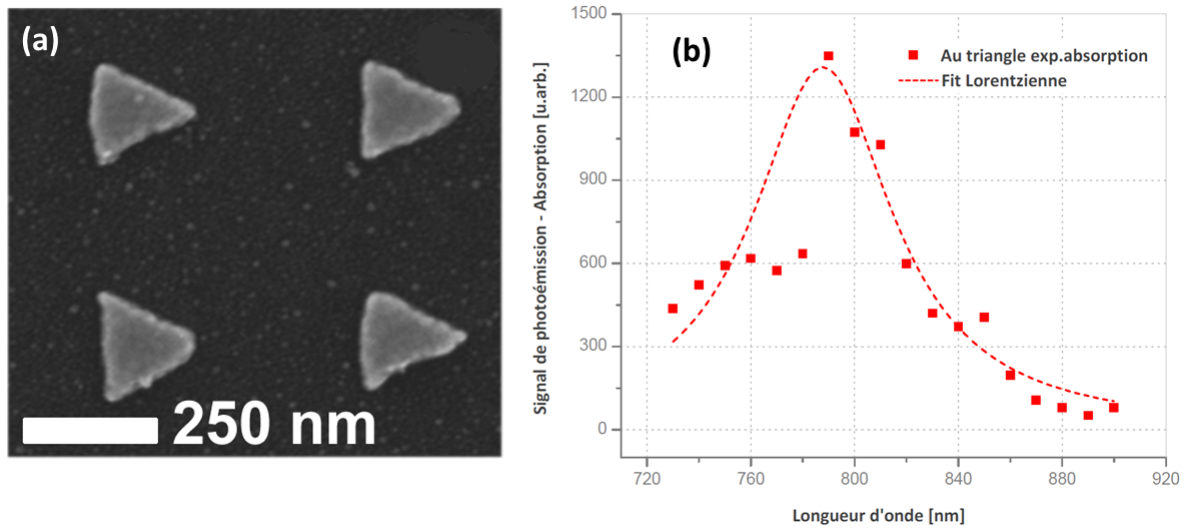 (a)
250 nm
(b)
Signal de photoémission - Absorption [u.arb.]
1500
1200
900
600
300
0
Au triangle exp.absorption
Fit Lorentzienne
720
760
800
840
880
920
Longueur d'onde [nm]